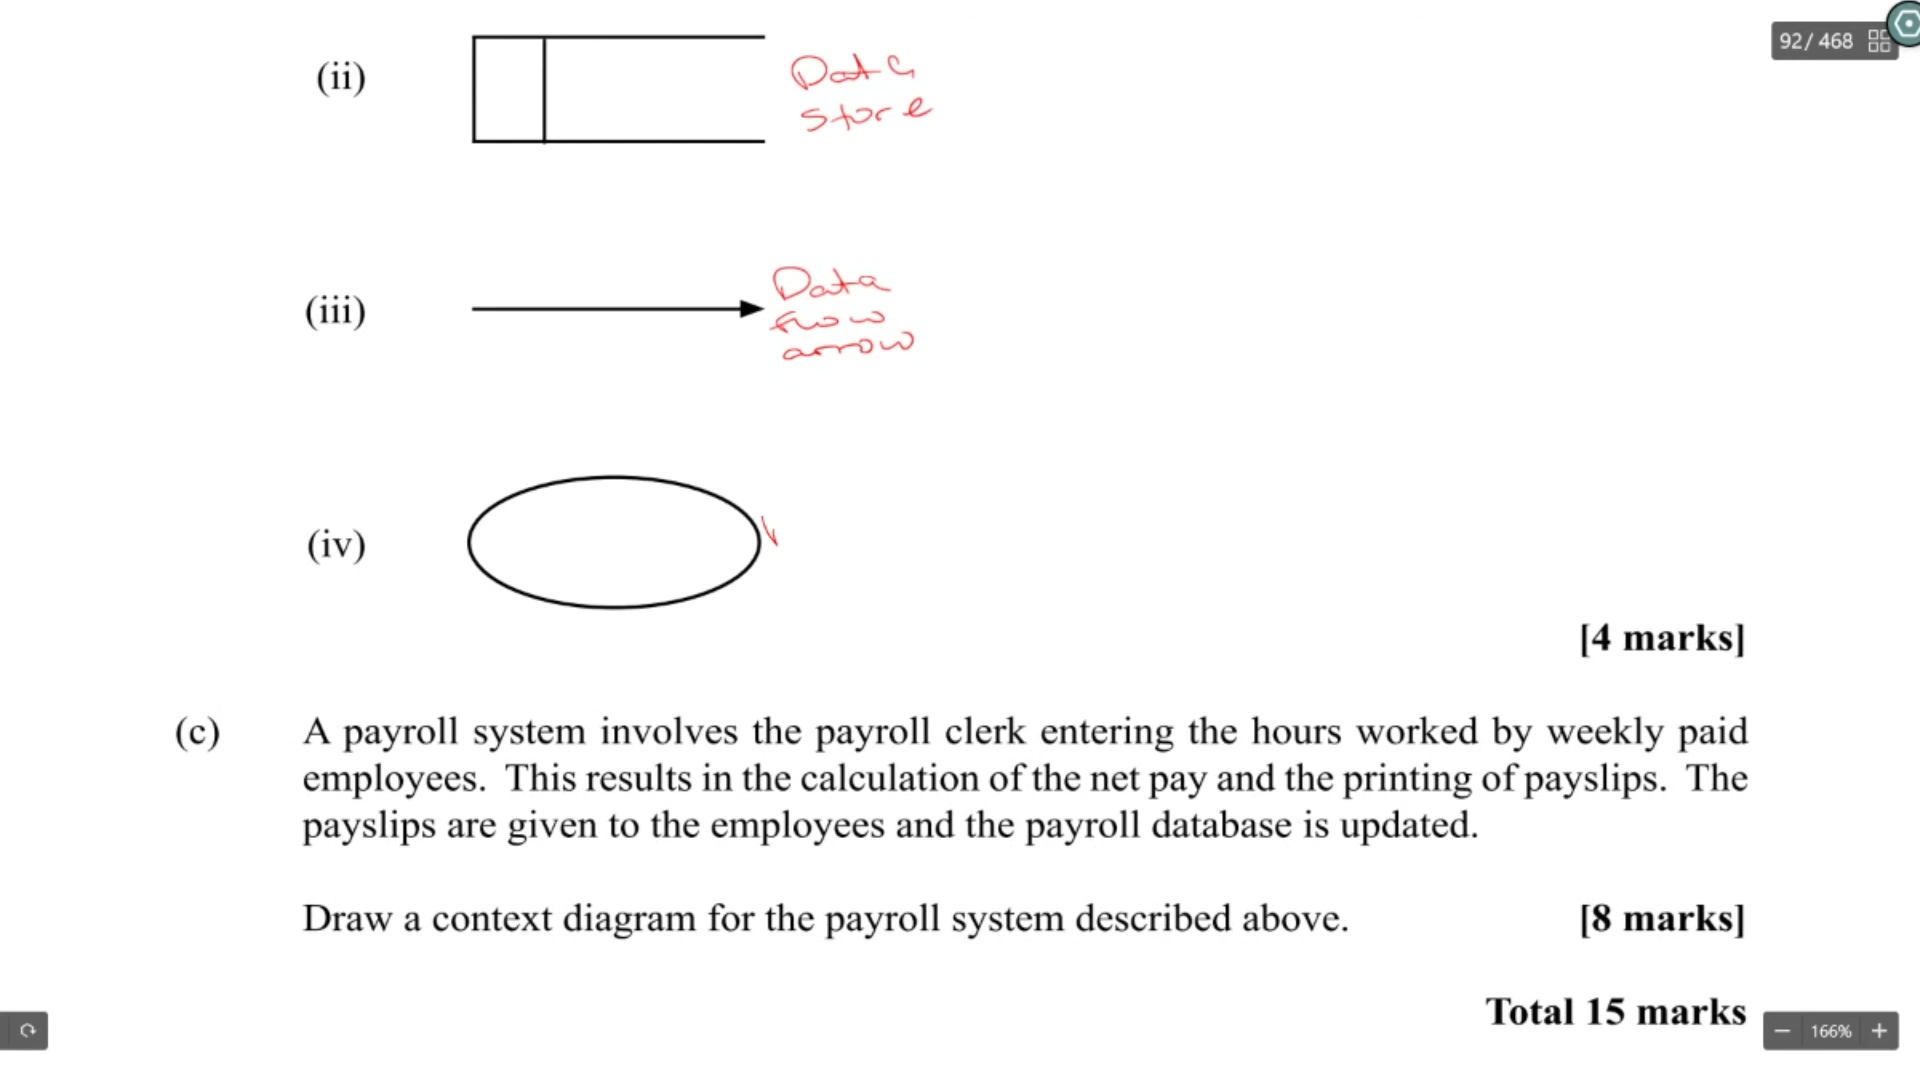 92/ 468
(ii)
Data
store
(iii)
Data
flow
arrow
(iv)
[4 marks]
(c) A payroll system involves the payroll clerk entering the hours worked by weekly paid
employees. This results in the calculation of the net pay and the printing of payslips. The
payslips are given to the employees and the payroll database is updated.
Draw a context diagram for the payroll system described above. [8 marks]
Total 15 marks
166%